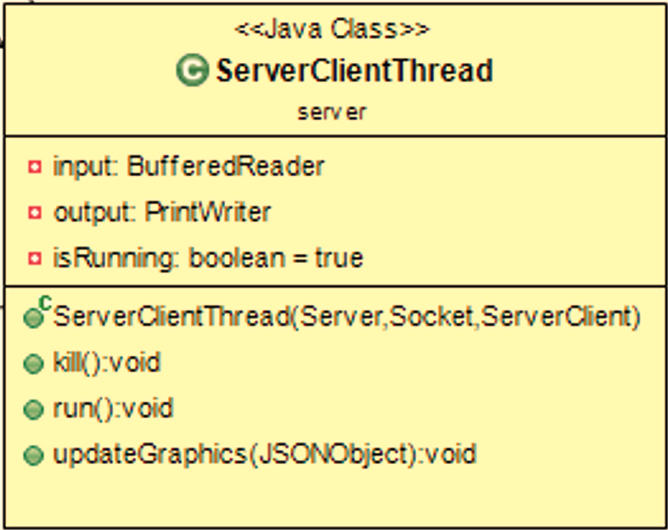 <<Java Class>>
C ServerClientThread
server
input: BufferedReader
output: PrintWriter
isRunning: boolean = true
C ServerClientThread(Server,Socket,ServerClient)
kill():void
run():void
updateGraphics(JSONObject):void